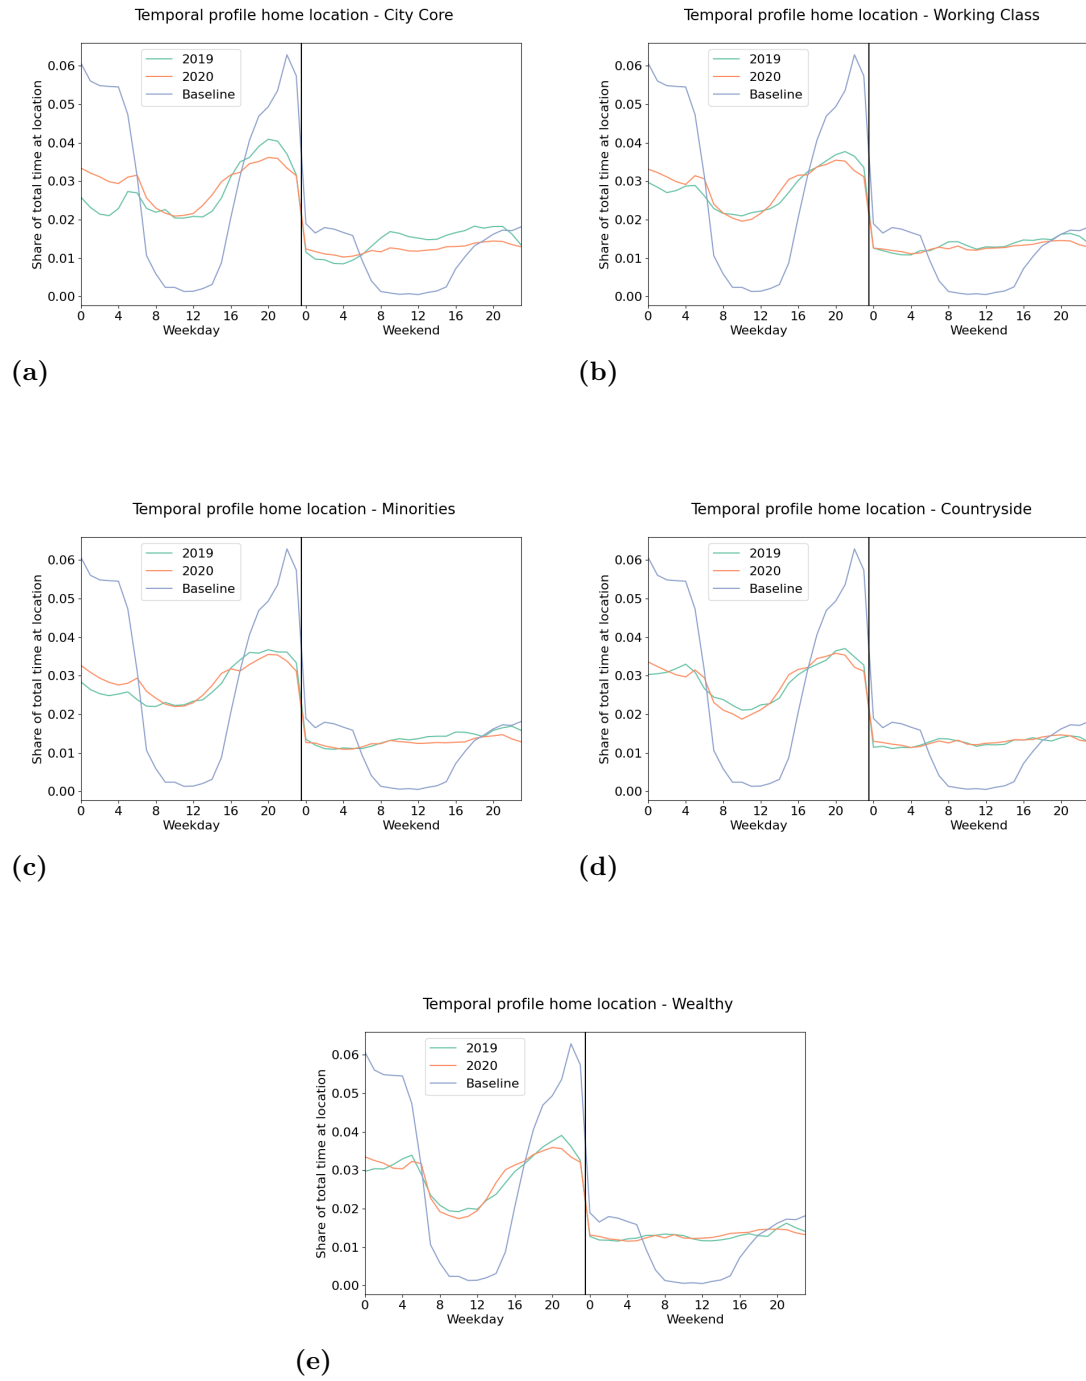 Temporal profile home location - City Core
Share of total time at location
0.06
0.05
0.04
0.03
0.02
0.01
0.00
2019
2020
Baseline
0 4 8 12 16 20 0 4 8 12 16 20
Weekday Weekend
(a)
Temporal profile home location - Working Class
Share of total time at location
0.06
0.05
0.04
0.03
0.02
0.01
0.00
2019
2020
Baseline
0 4 8 12 16 20 0 4 8 12 16 20
Weekday Weekend
(b)
Temporal profile home location - Minorities
Share of total time at location
0.06
0.05
0.04
0.03
0.02
0.01
0.00
2019
2020
Baseline
0 4 8 12 16 20 0 4 8 12 16 20
Weekday Weekend
(c)
Temporal profile home location - Countryside
Share of total time at location
0.06
0.05
0.04
0.03
0.02
0.01
0.00
2019
2020
Baseline
0 4 8 12 16 20 0 4 8 12 16 20
Weekday Weekend
(d)
Temporal profile home location - Wealthy
Share of total time at location
0.06
0.05
0.04
0.03
0.02
0.01
0.00
2019
2020
Baseline
0 4 8 12 16 20 0 4 8 12 16 20
Weekday Weekend
(e)